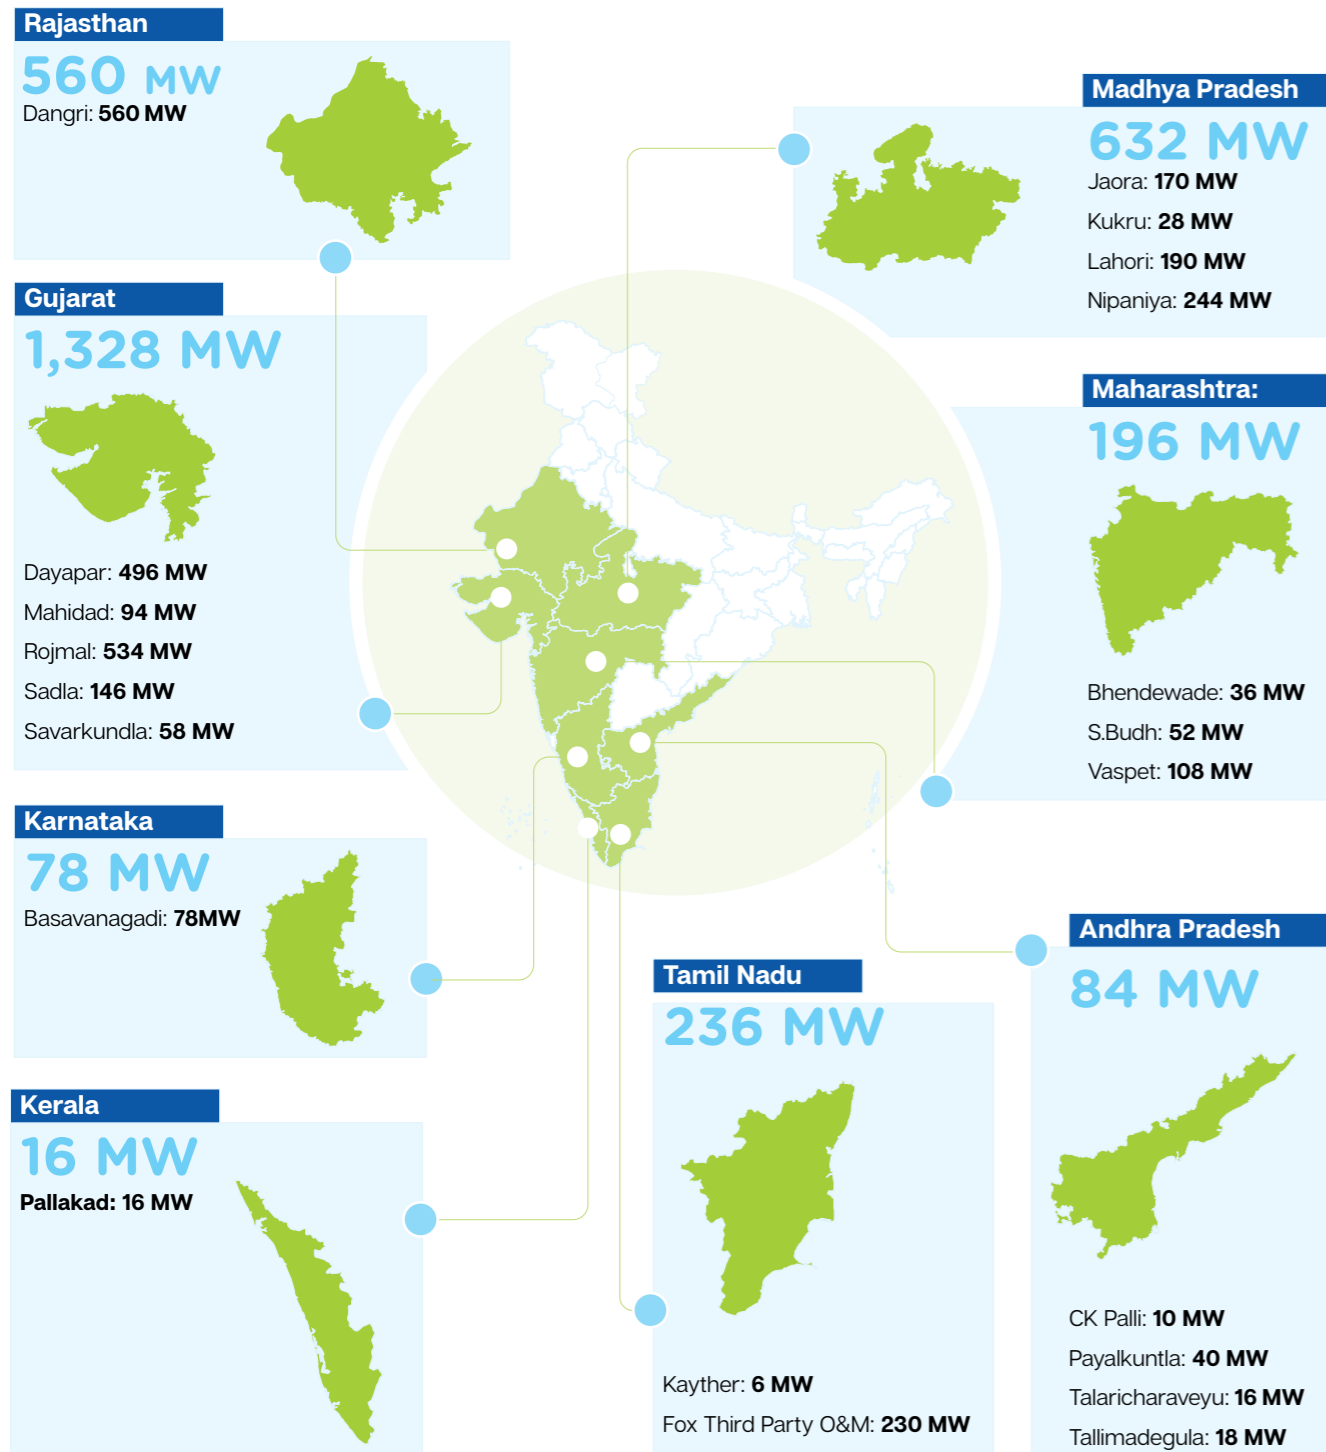 Rajasthan
560 MW
Dangri: 560 MW
Gujarat
1,328 MW
Dayapar: 496 MW
Mahidad: 94 MW
Rojmal: 534 MW
Sadla: 146 MW
Savarkundla: 58 MW
Karnataka
78 MW
Basavanagadi: 78MW
Kerala
16 MW
Pallakad: 16 MW
Madhya Pradesh
632 MW
Jaora: 170 MW
Kukru: 28 MW
Lahori: 190 MW
Nipaniya: 244 MW
Maharashtra:
196 MW
Bhendewade: 36 MW
S.Budh: 52 MW
Vaspet: 108 MW
Tamil Nadu
236 MW
Kayther: 6 MW
Fox Third Party O&M: 230 MW
Andhra Pradesh
84 MW
CK Palli: 10 MW
Payalkuntla: 40 MW
Talaricharaveyu: 16 MW
Tallimadegula: 18 MW